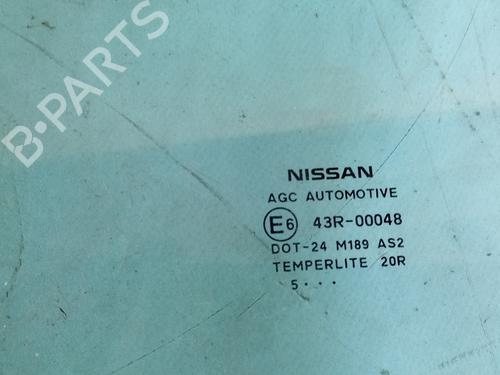 B-PARTS
NISSAN
AGC AUTOMOTIVE
E6 43R-00048
DOT-24 M189 AS2
TEMPERLITE 20R
5 · · ·